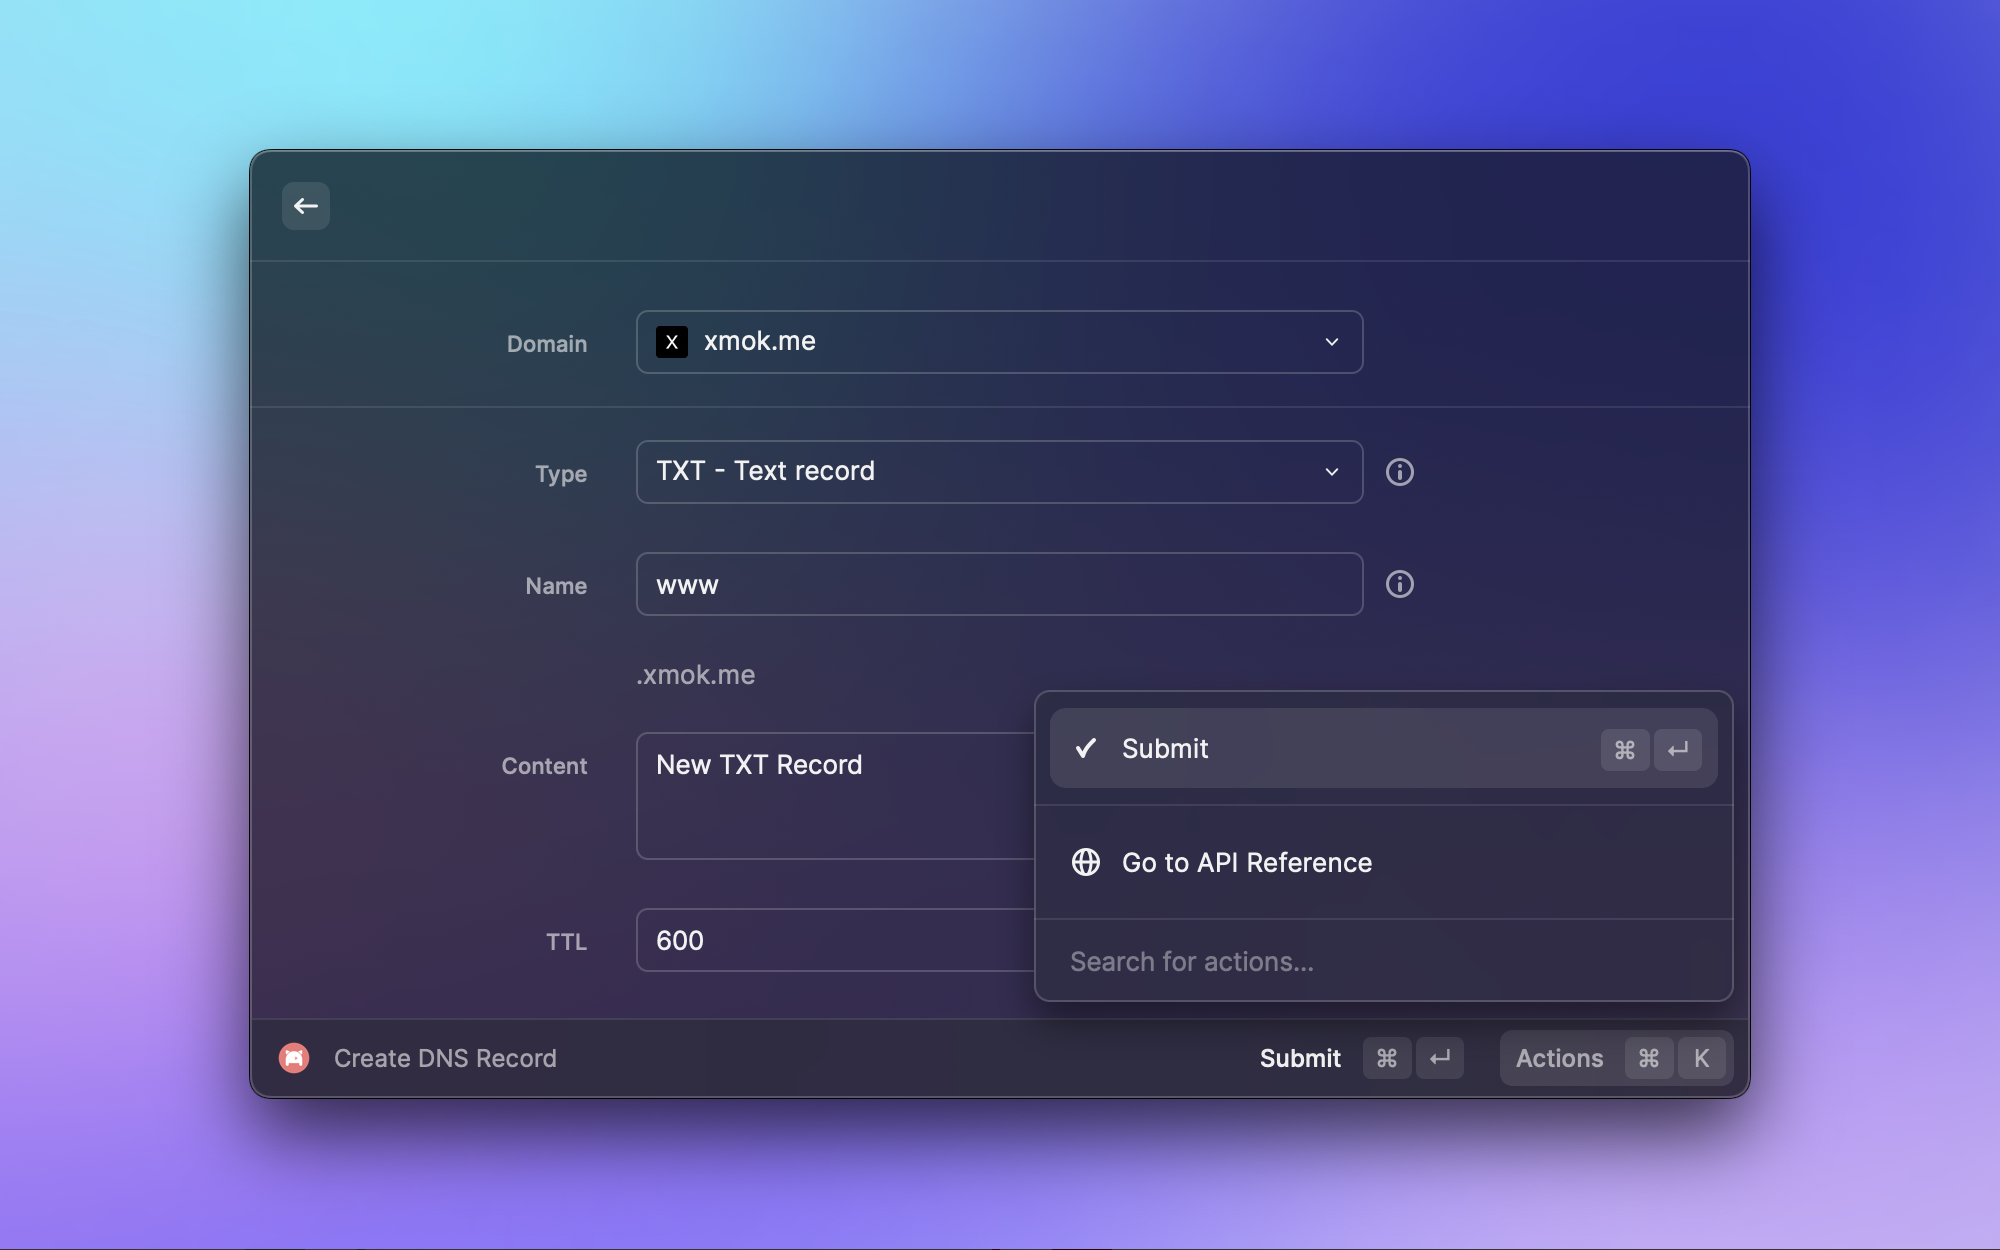 Domain
X xmok.me
Type
TXT - Text record
Name
www
.xmok.me
Content
New TXT Record
TTL
600
Submit ⌘ ↵
Go to API Reference
Search for actions...
Create DNS Record
Submit ⌘ ↵
Actions ⌘ K